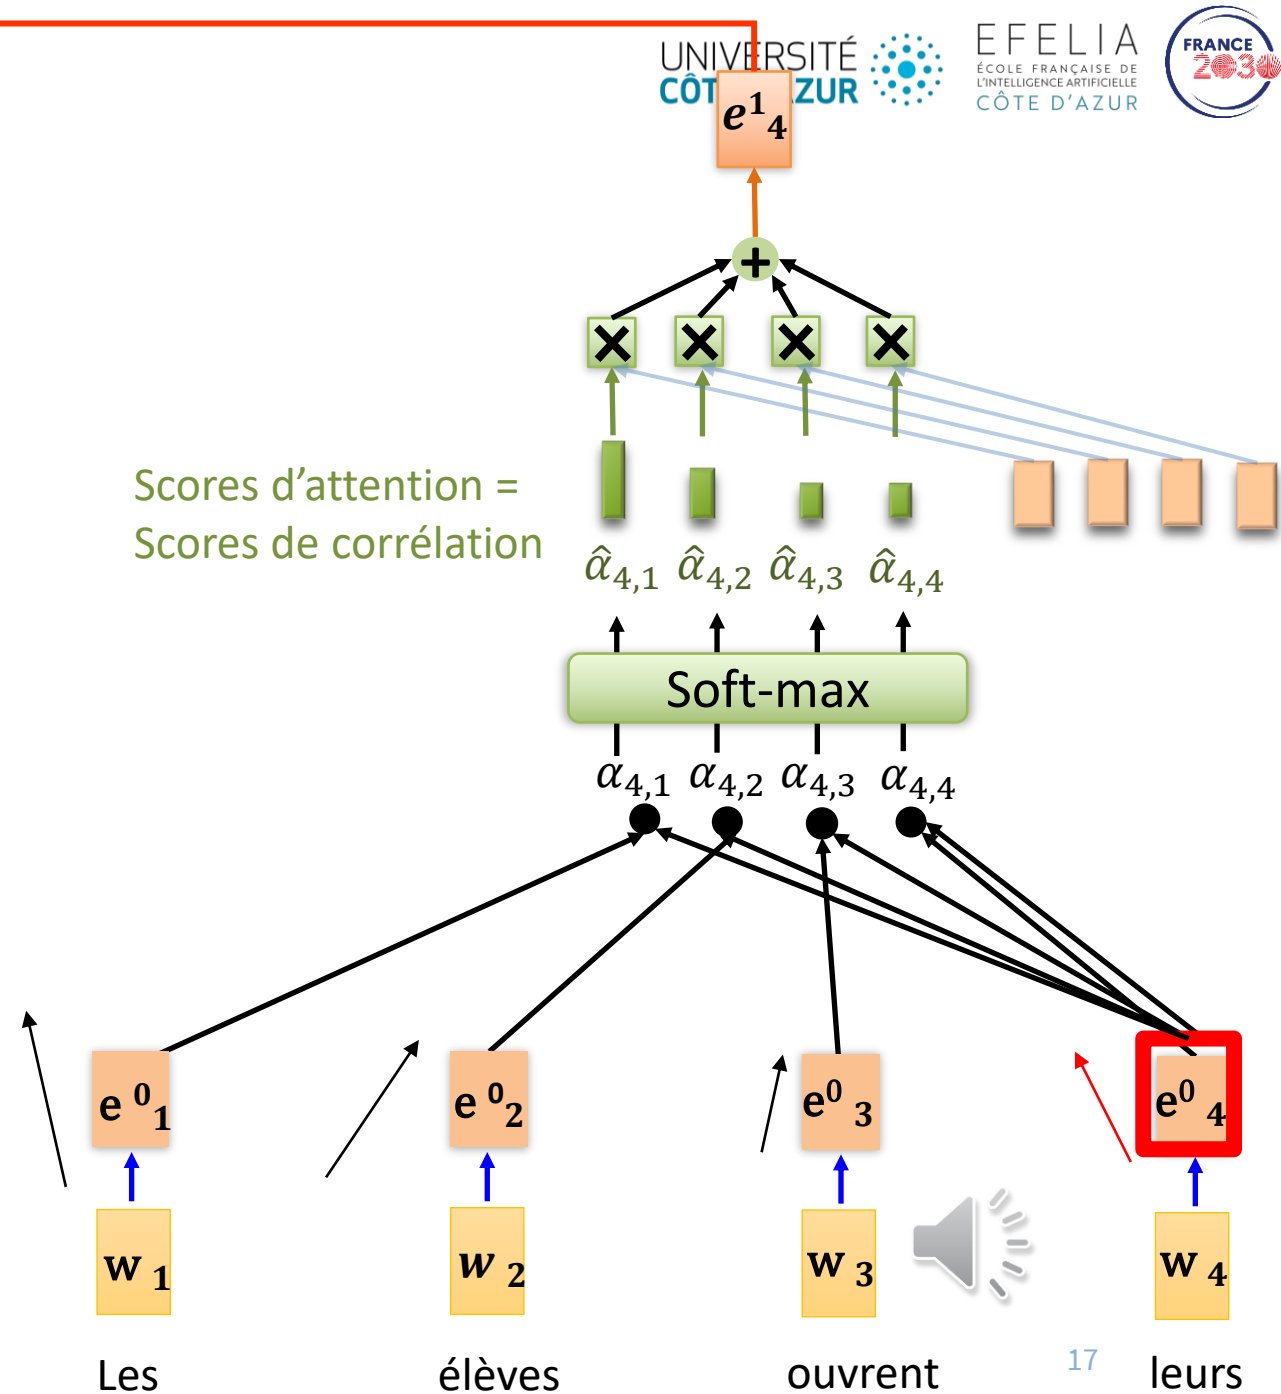 UNIVERSITÉ
CÔT ZUR
EFELIA
ÉCOLE FRANÇAISE DE
L'INTELLIGENCE ARTIFICIELLE
CÔTE D'AZUR
FRANCE
2030
e¹₄
+
× × × ×
Scores d'attention =
Scores de corrélation
α̂₄,₁ α̂₄,₂ α̂₄,₃ α̂₄,₄
Soft-max
α₄,₁ α₄,₂ α₄,₃ α₄,₄
e⁰₁ e⁰₂ e⁰₃ e⁰₄
w₁ w₂ w₃ w₄
Les élèves ouvrent leurs
17